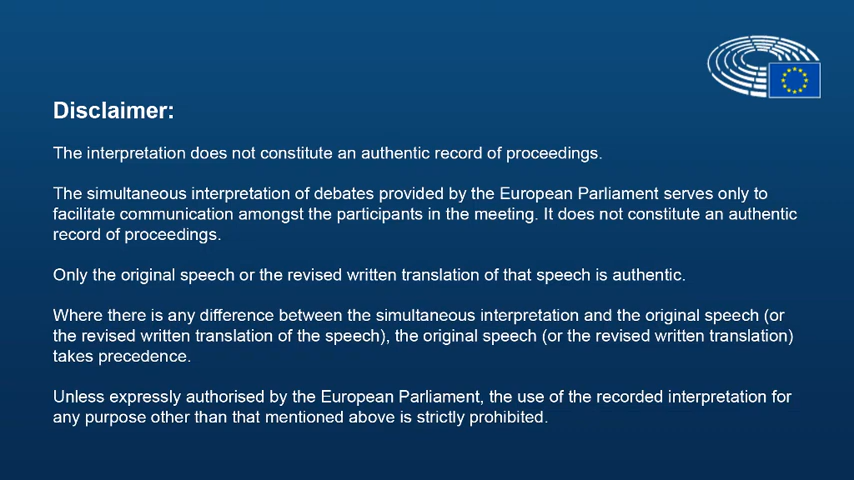 Disclaimer:
The interpretation does not constitute an authentic record of proceedings.
The simultaneous interpretation of debates provided by the European Parliament serves only to
facilitate communication amongst the participants in the meeting. It does not constitute an authentic
record of proceedings.
Only the original speech or the revised written translation of that speech is authentic.
Where there is any difference between the simultaneous interpretation and the original speech (or
the revised written translation of the speech), the original speech (or the revised written translation)
takes precedence.
Unless expressly authorised by the European Parliament, the use of the recorded interpretation for
any purpose other than that mentioned above is strictly prohibited.